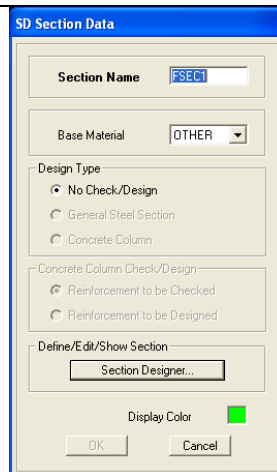 SD Section Data
Section Name FSEC1
Base Material OTHER
Design Type
No Check/Design
General Steel Section
Concrete Column
Concrete Column Check/Design
Reinforcement to be Checked
Reinforcement to be Designed
Define/Edit/Show Section
Section Designer...
Display Color
OK Cancel